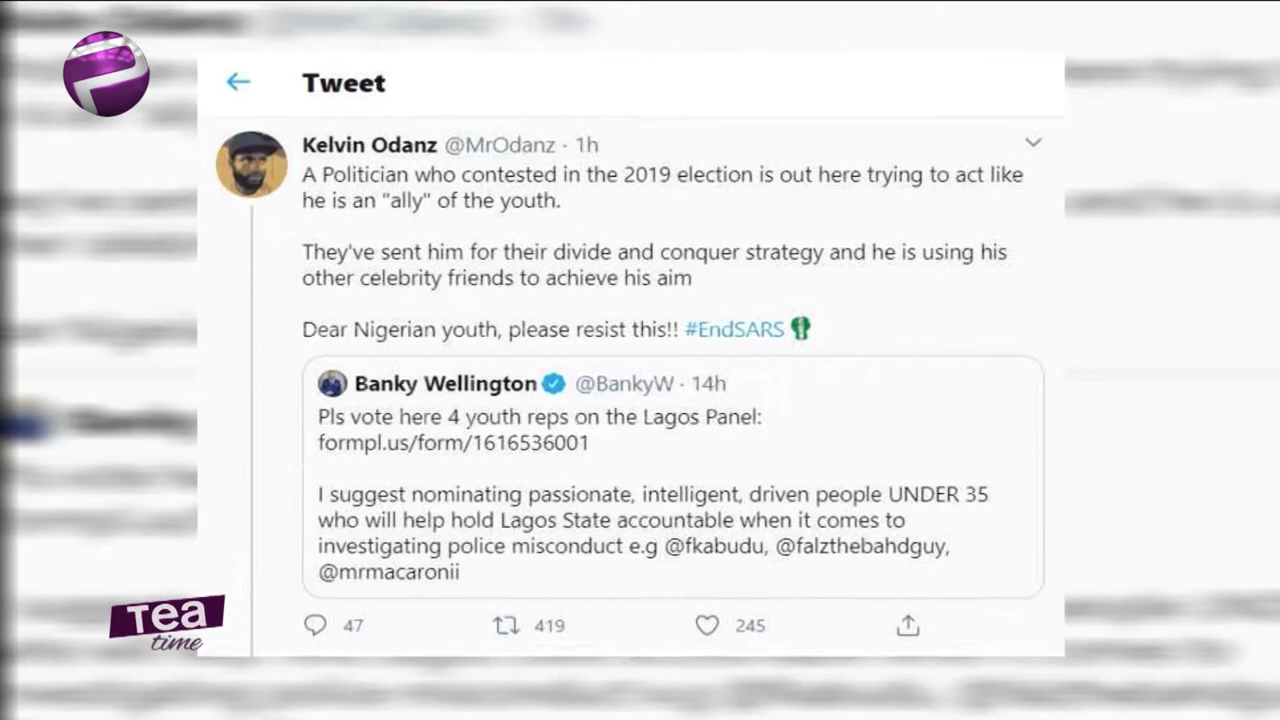 Tweet
Kelvin Odanz @MrOdanz · 1h
A Politician who contested in the 2019 election is out here trying to act like
he is an "ally" of the youth.
They've sent him for their divide and conquer strategy and he is using his
other celebrity friends to achieve his aim
Dear Nigerian youth, please resist this!! #EndSARS
Banky Wellington @BankyW · 14h
Pls vote here 4 youth reps on the Lagos Panel:
formpl.us/form/1616536001
I suggest nominating passionate, intelligent, driven people UNDER 35
who will help hold Lagos State accountable when it comes to
investigating police misconduct e.g @fkabudu, @falzthebahdguy,
@mrmacaronii
47 419 245
Tea
time